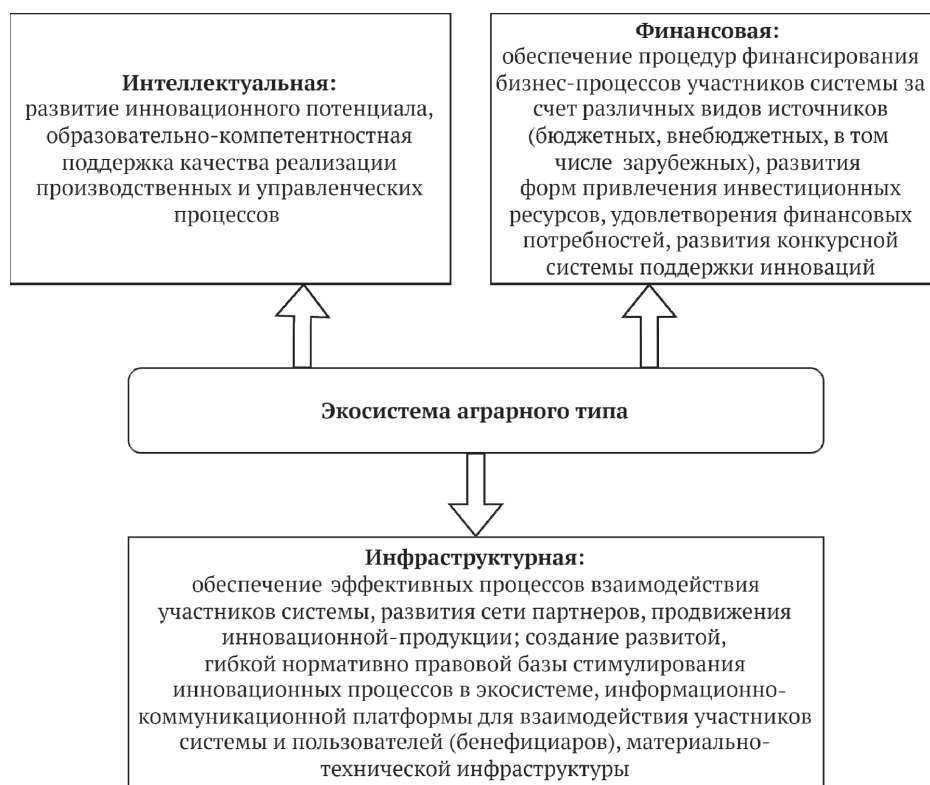 Интеллектуальная:
развитие инновационного потенциала,
образовательно-компетентностная
поддержка качества реализации
производственных и управленческих
процессов
Финансовая:
обеспечение процедур финансирования
бизнес-процессов участников системы за
счет различных видов источников
(бюджетных, внебюджетных, в том
числе зарубежных), развития
форм привлечения инвестиционных
ресурсов, удовлетворения финансовых
потребностей, развития конкурсной
системы поддержки инноваций
Экосистема аграрного типа
Инфраструктурная:
обеспечение эффективных процессов взаимодействия
участников системы, развития сети партнеров, продвижения
инновационной-продукции; создание развитой,
гибкой нормативно правовой базы стимулирования
инновационных процессов в экосистеме, информационно-
коммуникационной платформы для взаимодействия участников
системы и пользователей (бенефициаров), материально-
технической инфраструктуры